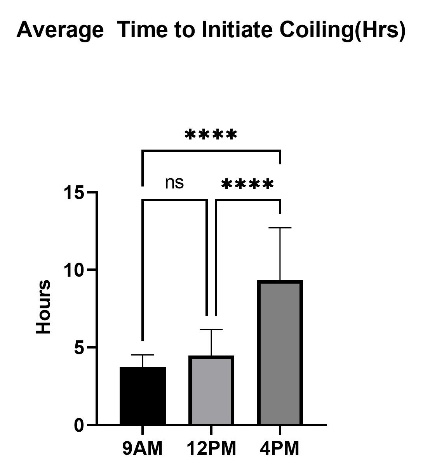 Average  Time to Initiate Coiling(Hrs)
****
ns
****
15
10
5
0
Hours
9AM 12PM 4PM